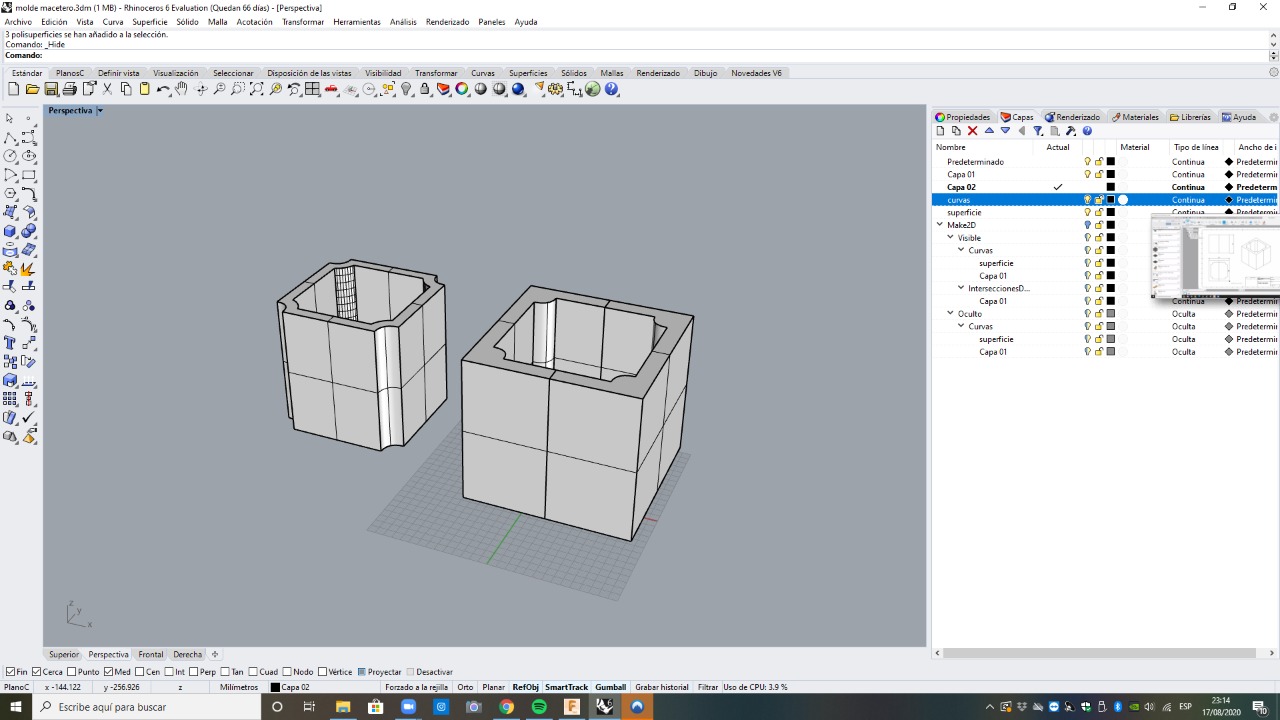 molde macetero.3dm (1 MB) - Rhinoceros 6 Evaluation (Quedan 66 días) - [Perspectiva]
Archivo Edición Vista Curva Superficie Sólido Malla Acotación Transformar Herramientas Análisis Renderizado Paneles Ayuda
3 polisuperficies se han añadido a la selección.
Comando: _Hide
Comando:
Estándar PlanosC Definir vista Visualización Seleccionar Disposición de las vistas Visibilidad Transformar Curvas Superficies Sólidos Mallas Renderizado Dibujo Novedades V6
Perspectiva
Propiedades Capas Renderizado Materiales Librerías Ayuda
Nombre Actual Material Tipo de línea Ancho de i
Predeterminado Continua Predetermi
Capa 01 Continua Predetermi
Capa 02 Continua Predeterm
curvas Continua Predetermi
superficie Continua Predetermi
Make2D
Visible
Curvas
superficie
Capa 01
InterseccionesD...
Capa 01 Continua Predetermi
Oculto Oculta Predetermi
Curvas Oculta Predetermi
superficie Oculta Predetermi
Capa 01 Oculta Predetermi
z
y
x
Superior Perspectiva Frontal Derecha
Fin Cerca Punto Med Cen Int Perp Tan Cuad Nodo Vértice Proyectar Desactivar
PlanoC x -144.122 y -256.926 z Milímetros Capa 02 Forzado a la rejilla Orto Planar RefObj SmartTrack Gumball Grabar historial Filtrar Uso de CPU: 3.9 %
Escribe aquí para buscar
ESP
23:14
17/08/2020
10